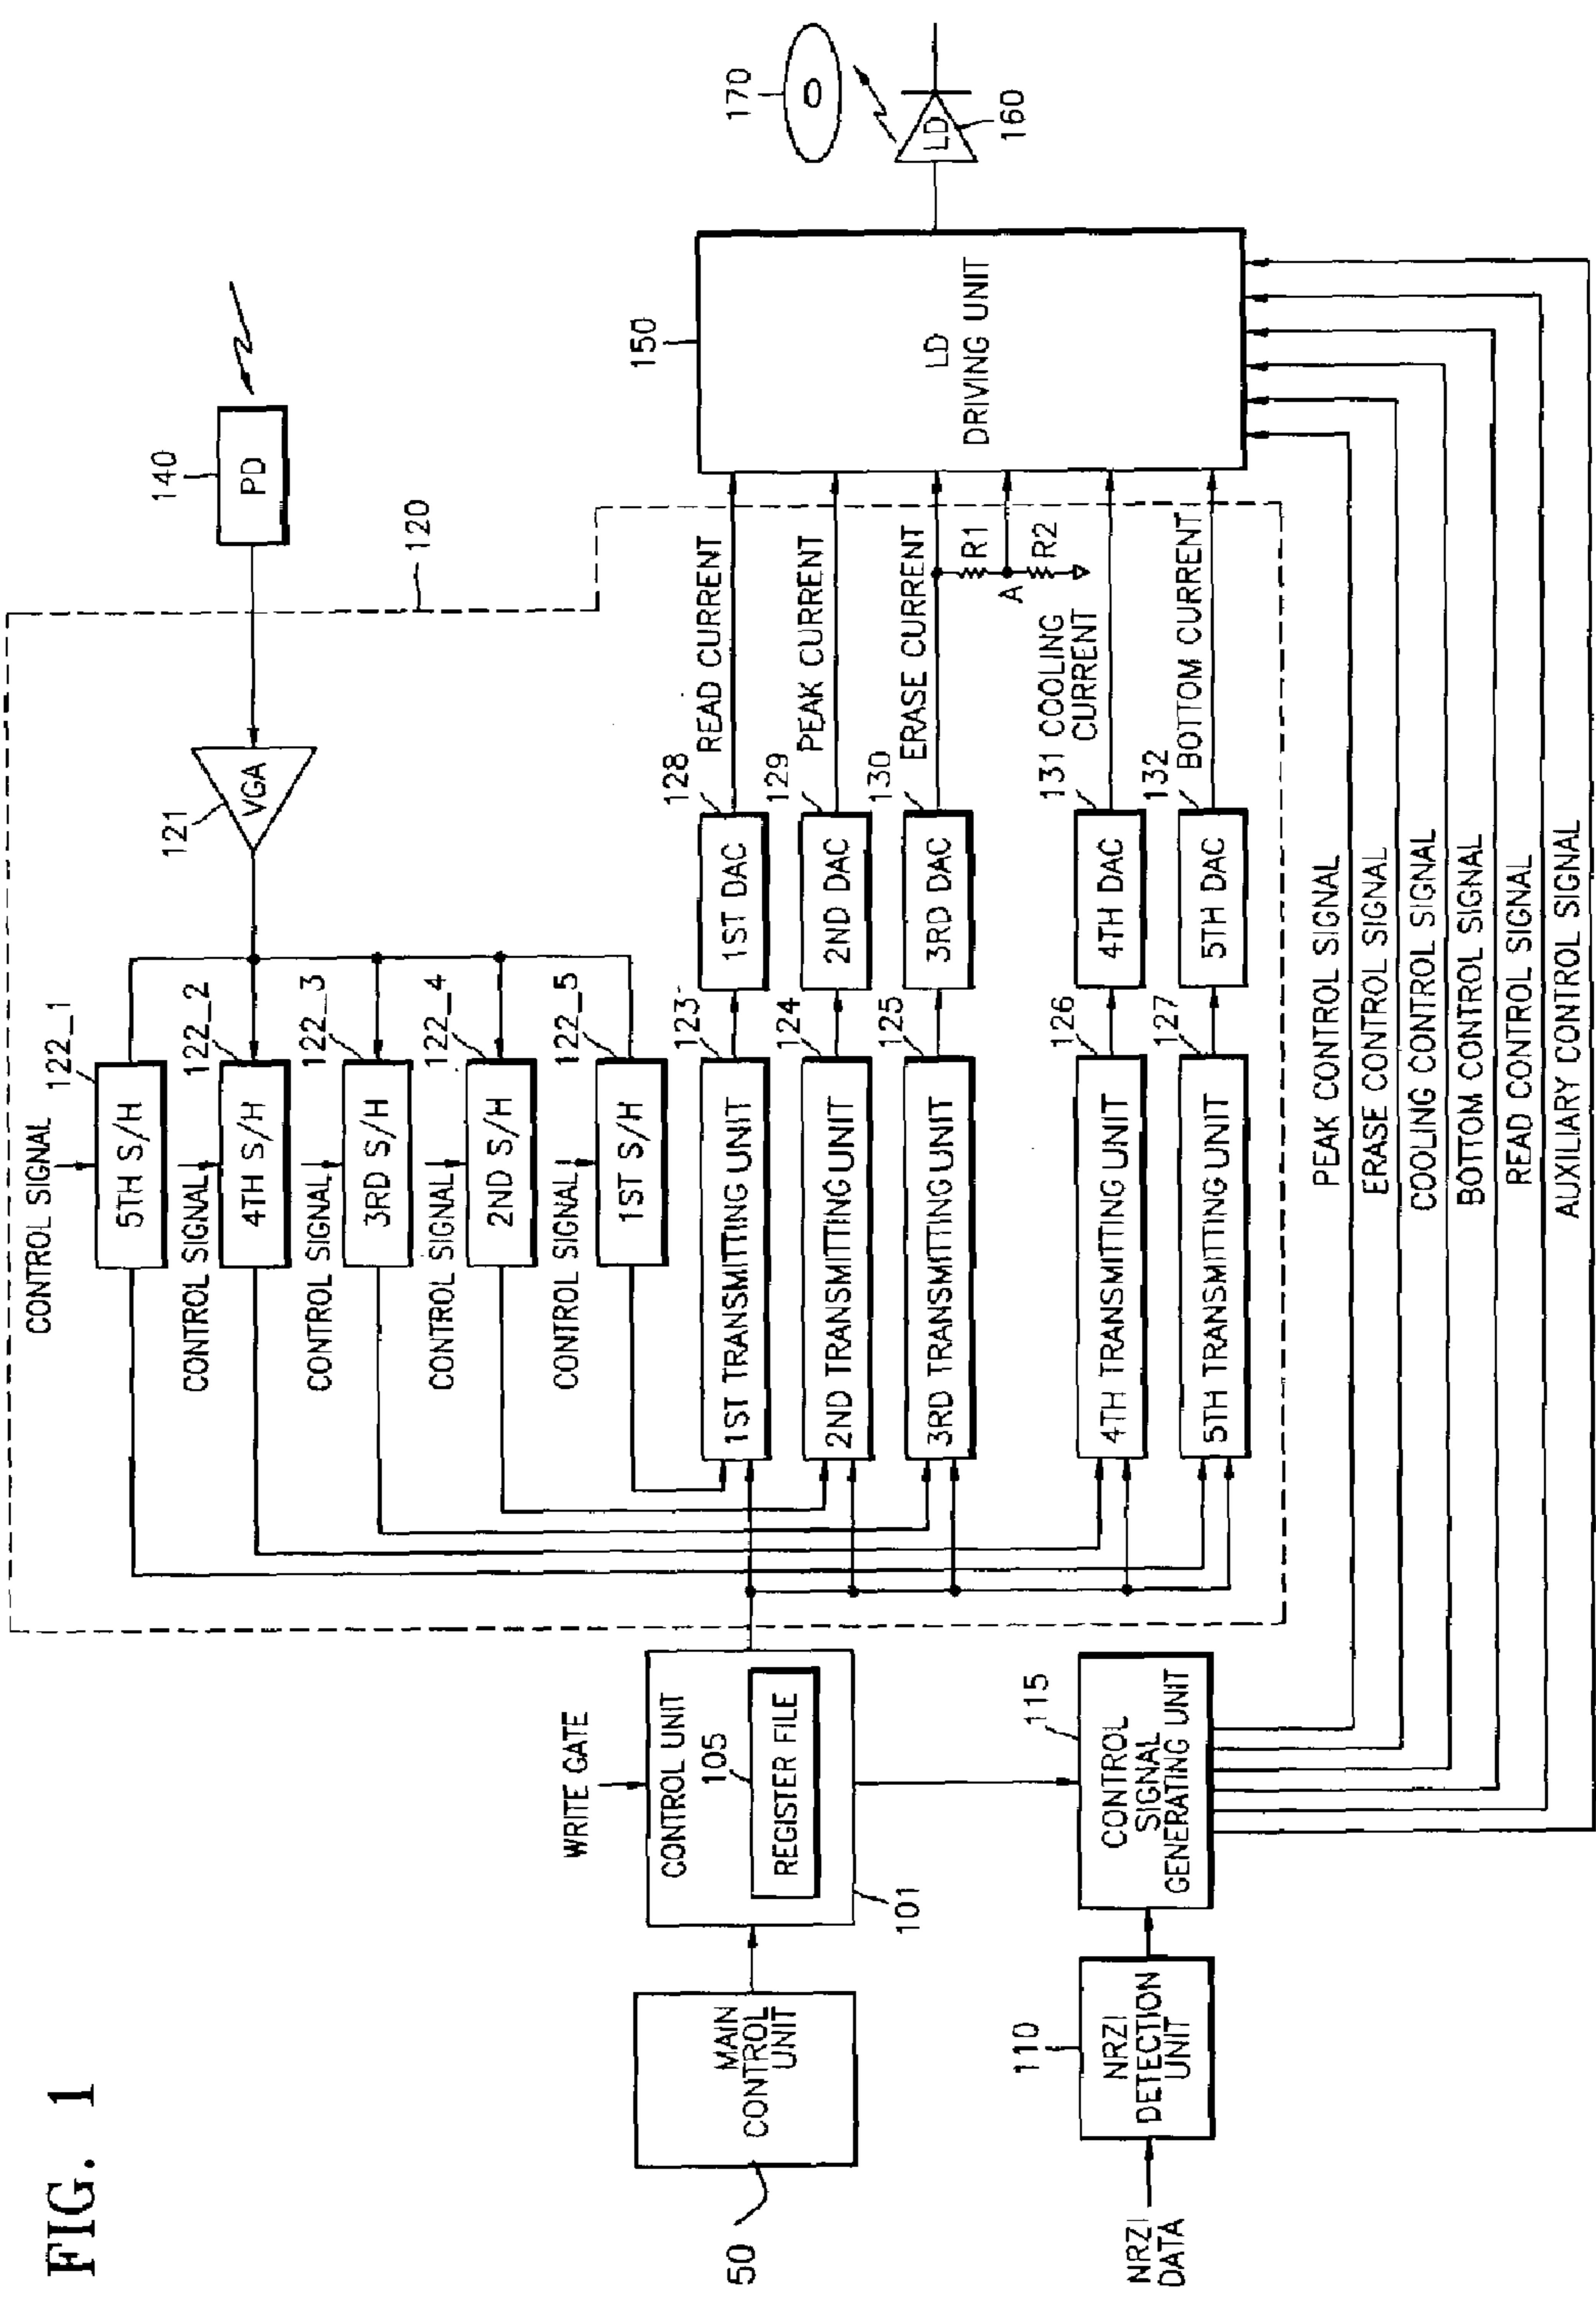 FIG. 1
170
LD
160
140
PD
120
150
LD
DRIVING UNIT
121
VGA
CONTROL SIGNAL
122_1
5TH S/H
CONTROL SIGNAL
122_2
4TH S/H
CONTROL SIGNAL
122_3
3RD S/H
CONTROL SIGNAL
122_4
2ND S/H
CONTROL SIGNAL
122_5
1ST S/H
123
1ST TRANSMITTING UNIT
128
1ST DAC
READ CURRENT
124
2ND TRANSMITTING UNIT
129
2ND DAC
PEAK CURRENT
125
3RD TRANSMITTING UNIT
130
3RD DAC
ERASE CURRENT
R1
A
R2
126
4TH TRANSMITTING UNIT
131
4TH DAC
COOLING
CURRENT
127
5TH TRANSMITTING UNIT
132
5TH DAC
BOTTOM CURRENT
WRITE GATE
CONTROL UNIT
105
REGISTER FILE
101
MAIN
CONTROL
UNIT
50
115
CONTROL
SIGNAL
GENERATING UNIT
110
NRZI
DETECTION
UNIT
NRZI
DATA
PEAK CONTROL SIGNAL
ERASE CONTROL SIGNAL
COOLING CONTROL SIGNAL
BOTTOM CONTROL SIGNAL
READ CONTROL SIGNAL
AUXILIARY CONTROL SIGNAL